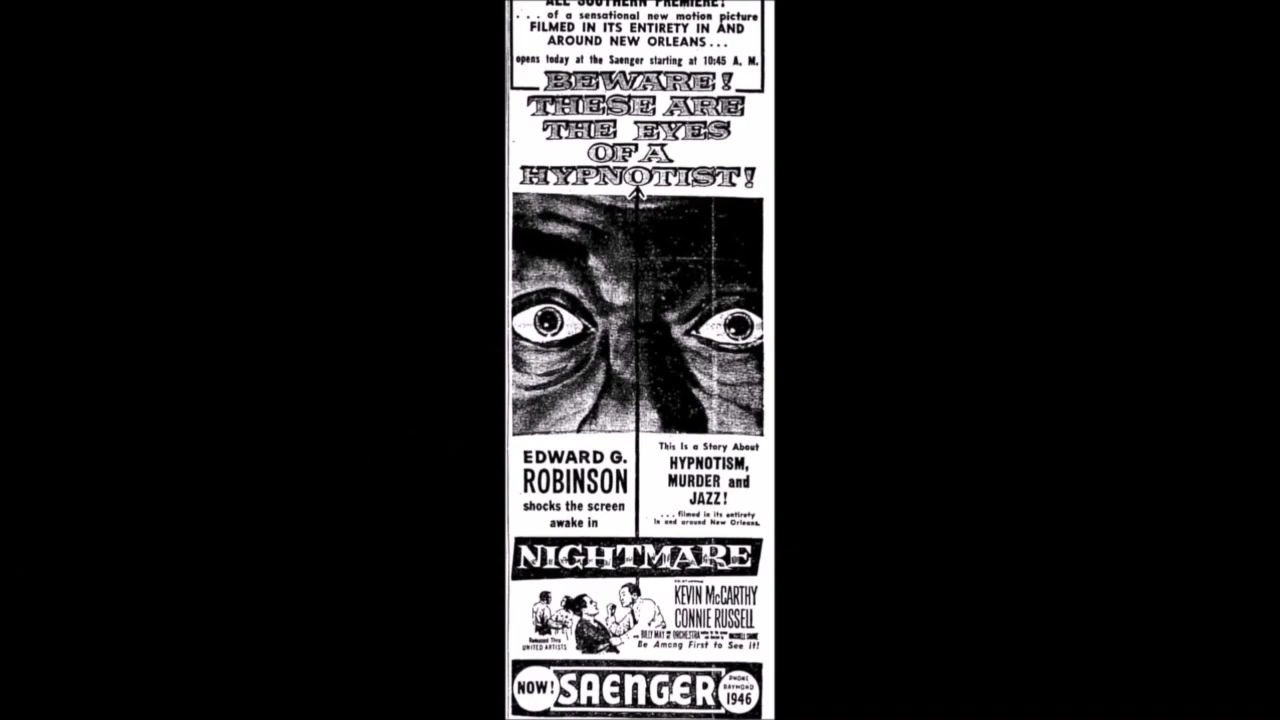 ALL SOUTHERN PREMIERE!
. . . of a sensational new motion picture
FILMED IN ITS ENTIRETY IN AND
AROUND NEW ORLEANS...
opens today at the Saenger starting at 10:45 A. M.
BEWARE!
THESE ARE
THE EYES
OF A
HYPNOTIST!
EDWARD G.
ROBINSON
shocks the screen
awake in
This Is a Story About
HYPNOTISM,
MURDER and
JAZZ!
. . . filmed in its entirety
in and around New Orleans.
NIGHTMARE
KEVIN McCARTHY
CONNIE RUSSELL
BILLY MAY ORCHESTRA
Released Thru
UNITED ARTISTS
Be Among First to See It!
NOW!
SAENGER
PHONE
RAYMOND
1946